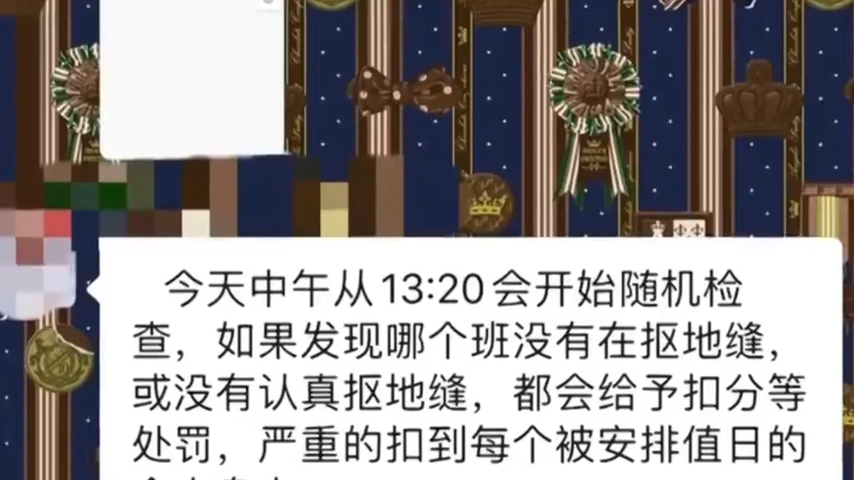 今天中午从13:20会开始随机检
查，如果发现哪个班没有在抠地缝，
或没有认真抠地缝，都会给予扣分等
处罚，严重的扣到每个被安排值日的